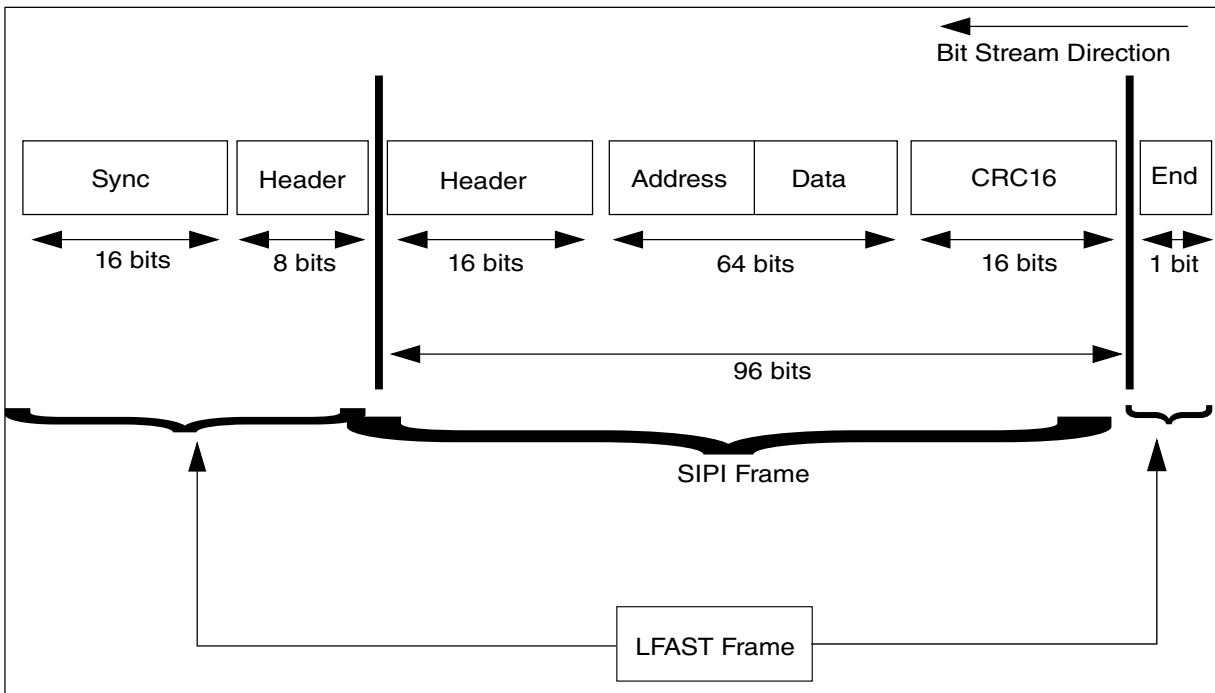 Bit Stream Direction
Sync
Header
Header
Address
Data
CRC16
End
16 bits
8 bits
16 bits
64 bits
16 bits
1 bit
96 bits
SIPI Frame
LFAST Frame